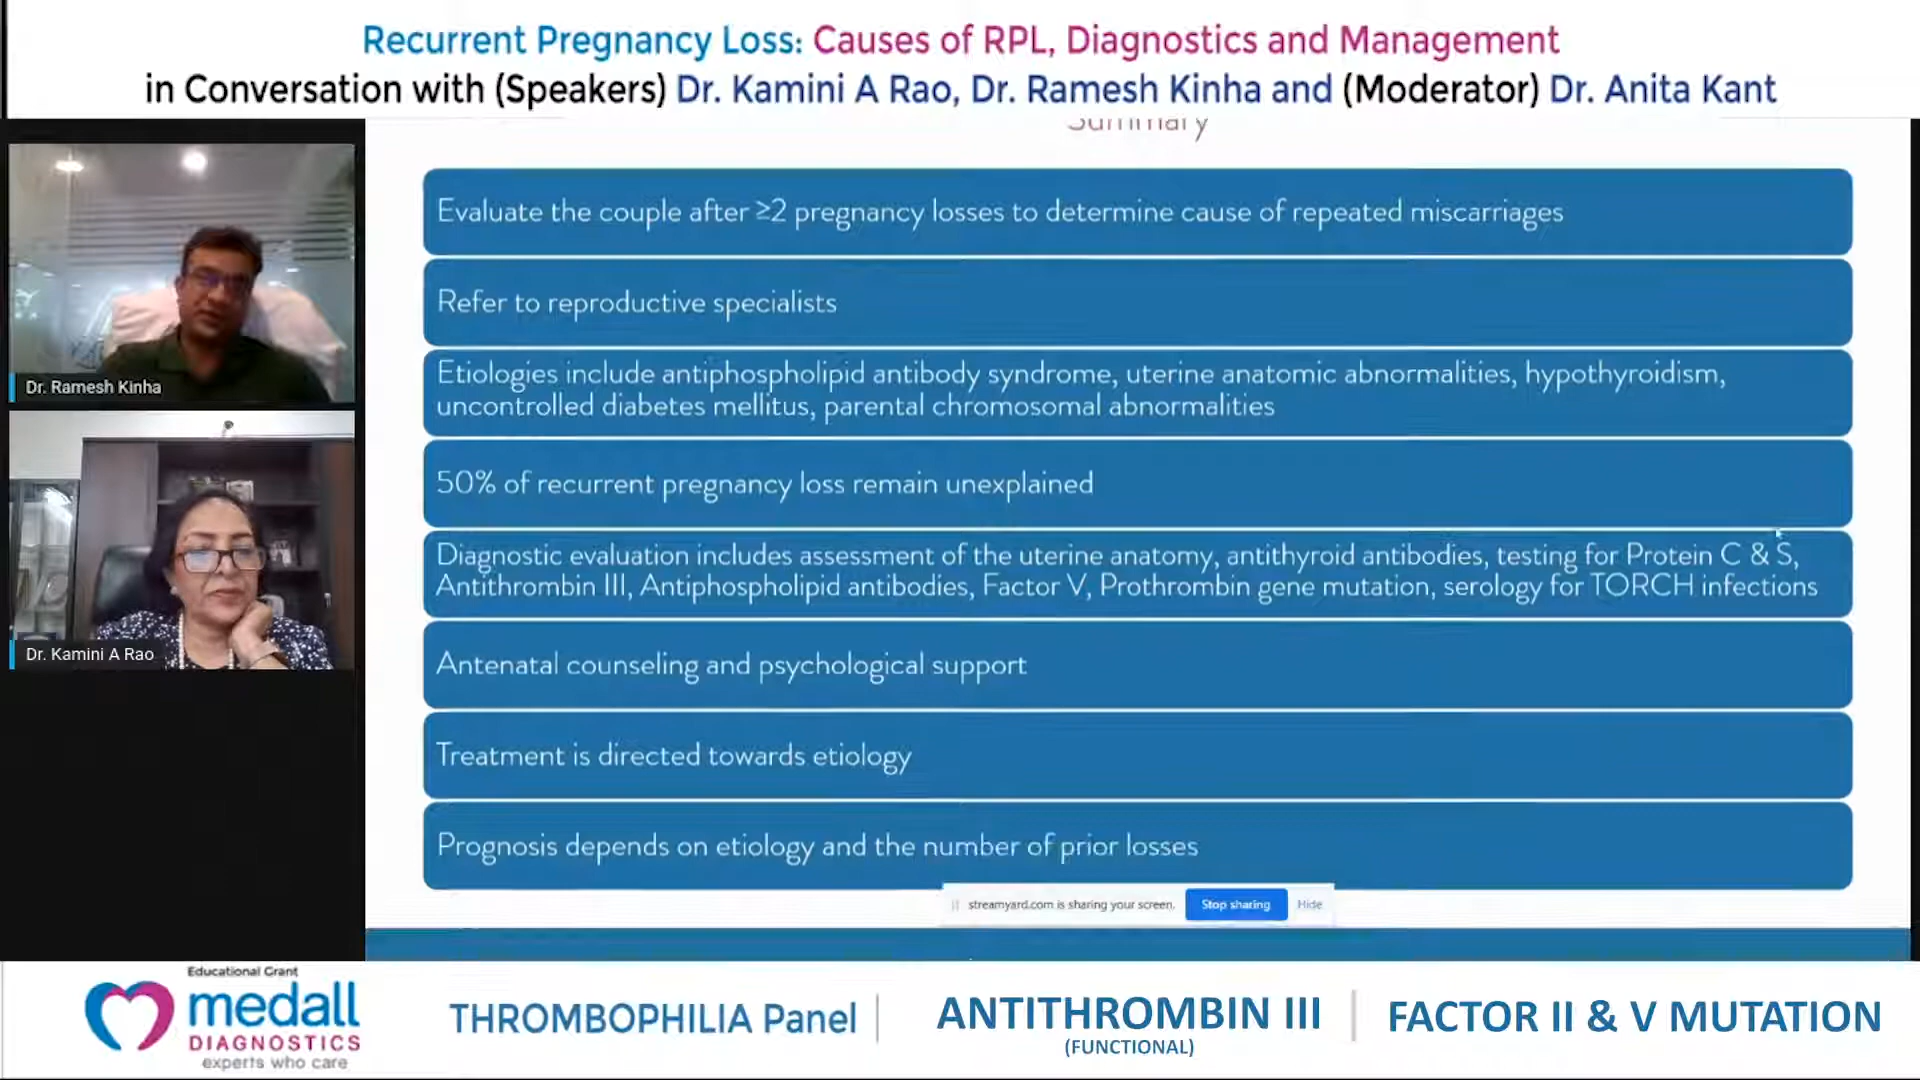 Recurrent Pregnancy Loss: Causes of RPL, Diagnostics and Management
in Conversation with (Speakers) Dr. Kamini A Rao, Dr. Ramesh Kinha and (Moderator) Dr. Anita Kant
Summary
Evaluate the couple after ≥2 pregnancy losses to determine cause of repeated miscarriages
Refer to reproductive specialists
Etiologies include antiphospholipid antibody syndrome, uterine anatomic abnormalities, hypothyroidism,
uncontrolled diabetes mellitus, parental chromosomal abnormalities
50% of recurrent pregnancy loss remain unexplained
Diagnostic evaluation includes assessment of the uterine anatomy, antithyroid antibodies, testing for Protein C & S,
Antithrombin III, Antiphospholipid antibodies, Factor V, Prothrombin gene mutation, serology for TORCH infections
Antenatal counseling and psychological support
Treatment is directed towards etiology
Prognosis depends on etiology and the number of prior losses
streamyard.com is sharing your screen. Stop sharing Hide
Dr. Ramesh Kinha
Dr. Kamini A Rao
Educational Grant
medall
DIAGNOSTICS
experts who care
THROMBOPHILIA Panel
ANTITHROMBIN III
(FUNCTIONAL)
FACTOR II & V MUTATION